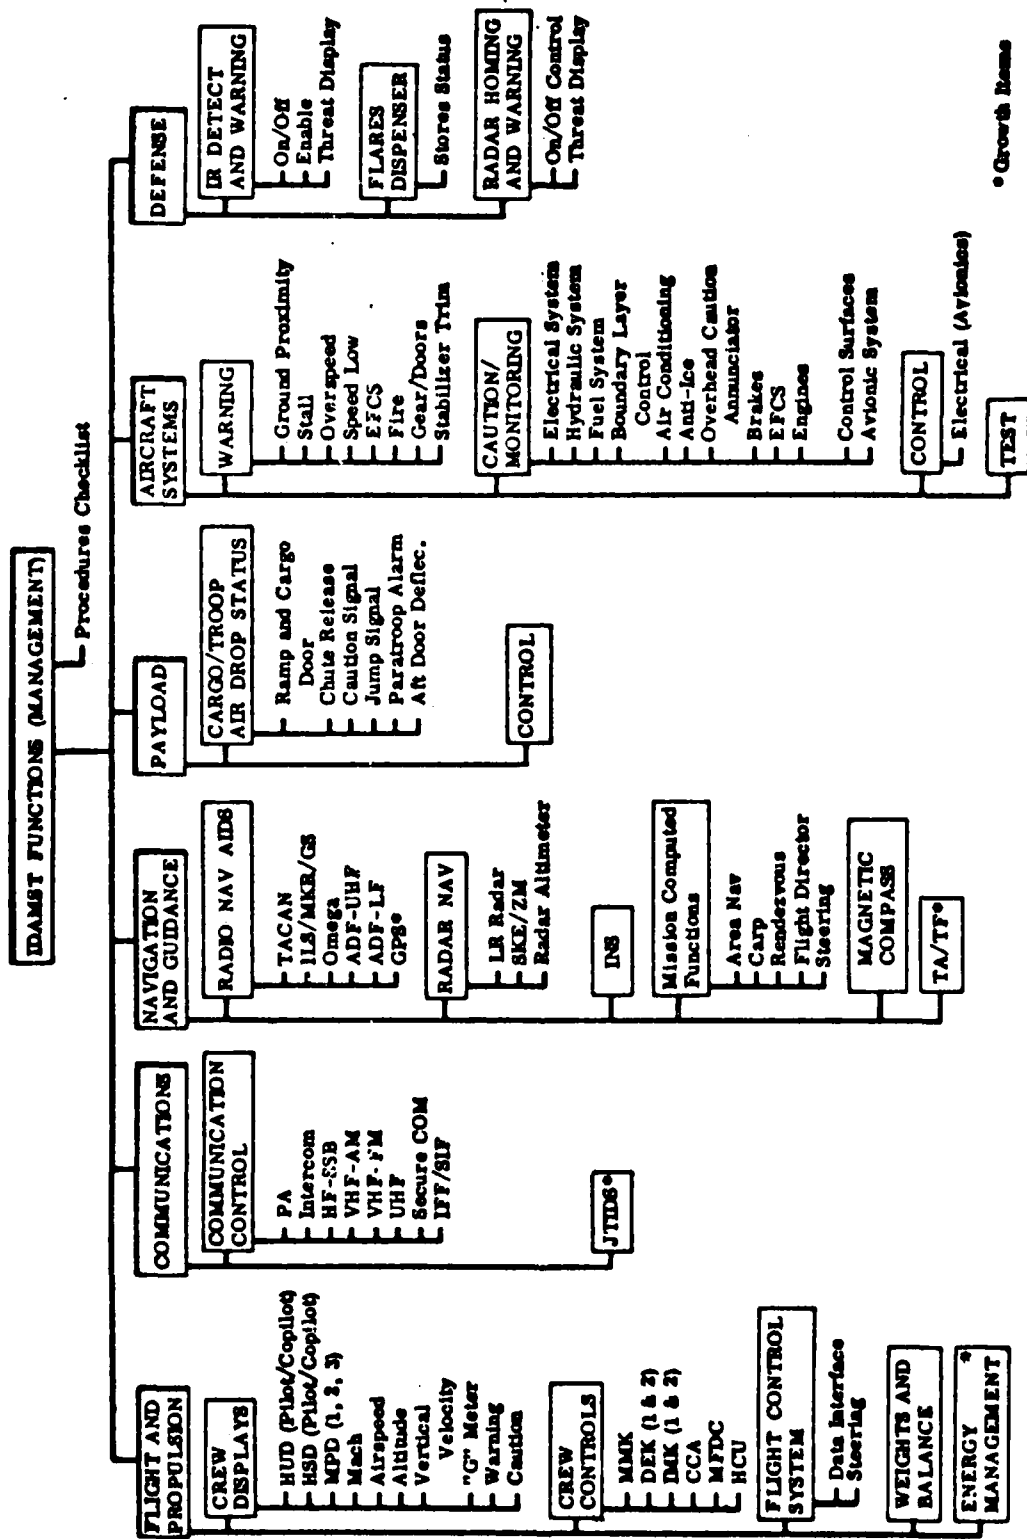 IDAMST FUNCTIONS (MANAGEMENT)
Procedures Checklist
FLIGHT AND
PROPULSION
CREW
DISPLAYS
HUD (Pilot/Copilot)
HSD (Pilot/Copilot)
MPD (1, 2, 3)
Mach
Airspeed
Altitude
Vertical
Velocity
"G" Meter
Warning
Caution
CREW
CONTROLS
MMK
DEK (1 & 2)
IMK (1 & 2)
CCA
MFDC
HCU
FLIGHT CONTROL
SYSTEM
Data Interface
Steering
WEIGHTS AND
BALANCE
ENERGY *
MANAGEMENT
COMMUNICATIONS
COMMUNICATION
CONTROL
PA
Intercom
HF-SSB
VHF-AM
VHF-FM
UHF
Secure COM
IFF/SIF
JTIDS*
NAVIGATION
AND GUIDANCE
RADIO NAV AIDS
TACAN
ILS/MKR/GS
Omega
ADF-UHF
ADF-LF
GPS*
RADAR NAV
LR Radar
SKE/ZM
Radar Altimeter
INS
Mission Computed
Functions
Area Nav
Carp
Rendezvous
Flight Director
Steering
MAGNETIC
COMPASS
TA/TF*
PAYLOAD
CARGO/TROOP
AIR DROP STATUS
Ramp and Cargo
Door
Chute Release
Caution Signal
Jump Signal
Paratroop Alarm
Aft Door Deflec.
CONTROL
AIRCRAFT
SYSTEMS
WARNING
Ground Proximity
Stall
Overspeed
Speed Low
EFCS
Fire
Gear/Doors
Stabilizer Trim
CAUTION/
MONITORING
Electrical System
Hydraulic System
Fuel System
Boundary Layer
Control
Air Conditioning
Anti-Ice
Overhead Caution
Annunciator
Brakes
EFCS
Engines
Control Surfaces
Avionic System
CONTROL
Electrical (Avionics)
TEST
DEFENSE
IR DETECT
AND WARNING
On/Off
Enable
Threat Display
FLARES
DISPENSER
Stores Status
RADAR HOMING
AND WARNING
On/Off Control
Threat Display
*Growth Items